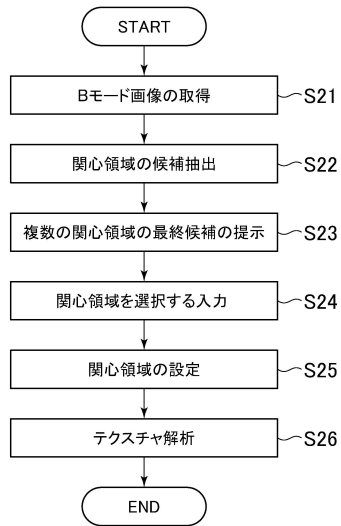 START
Bモード画像の取得 S21
関心領域の候補抽出 S22
複数の関心領域の最終候補の提示 S23
関心領域を選択する入力 S24
関心領域の設定 S25
テクスチャ解析 S26
END